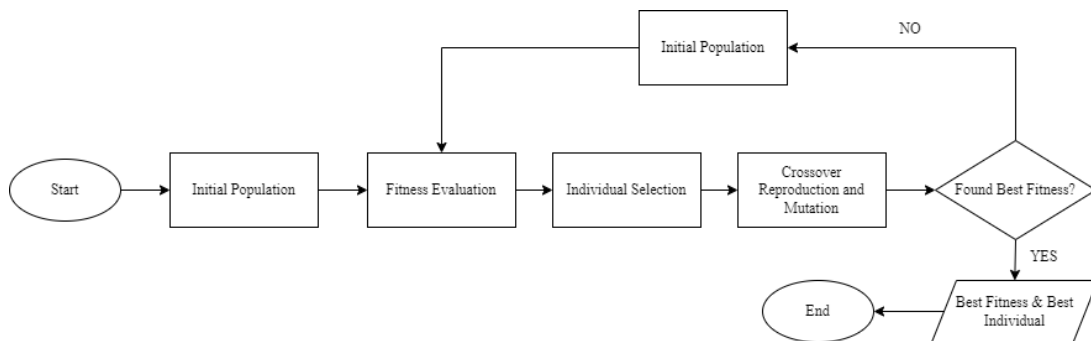 NO
Initial Population
Start
Initial Population
Fitness Evaluation
Individual Selection
Crossover
Reproduction and
Mutation
Found Best Fitness?
YES
Best Fitness & Best
Individual
End